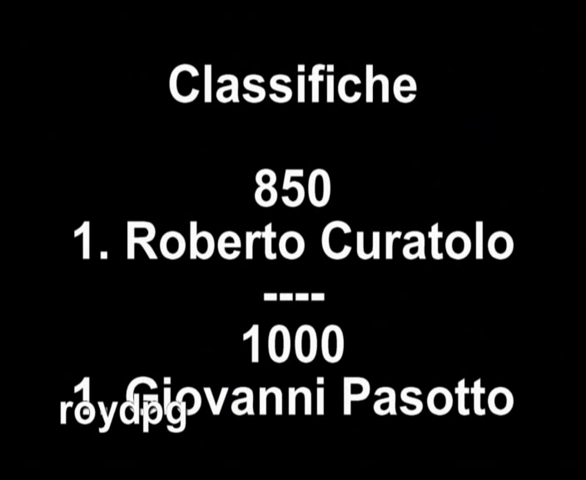 Classifiche
850
1. Roberto Curatolo
----
1000
1. Giovanni Pasotto
roydpg